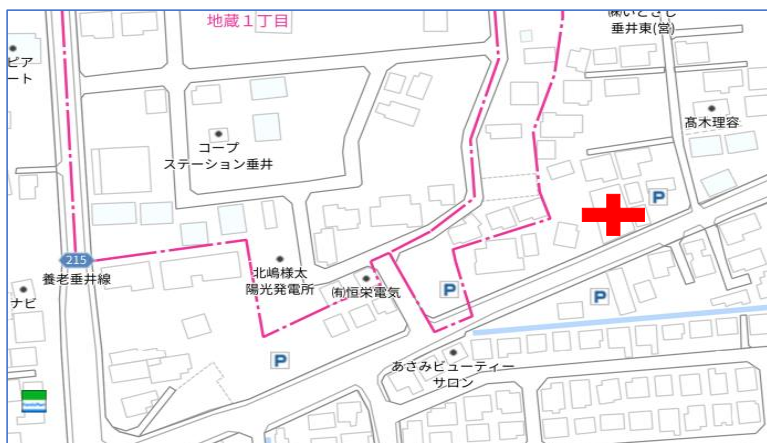 地蔵１丁目
㈱いとさし
垂井東(営)
ピア
ート
髙木理容
コープ
ステーション垂井
P
215
養老垂井線
北嶋様太
陽光発電所
㈲恒栄電気
ナビ
P
P
P
あさみビューティー
サロン
FamilyMart